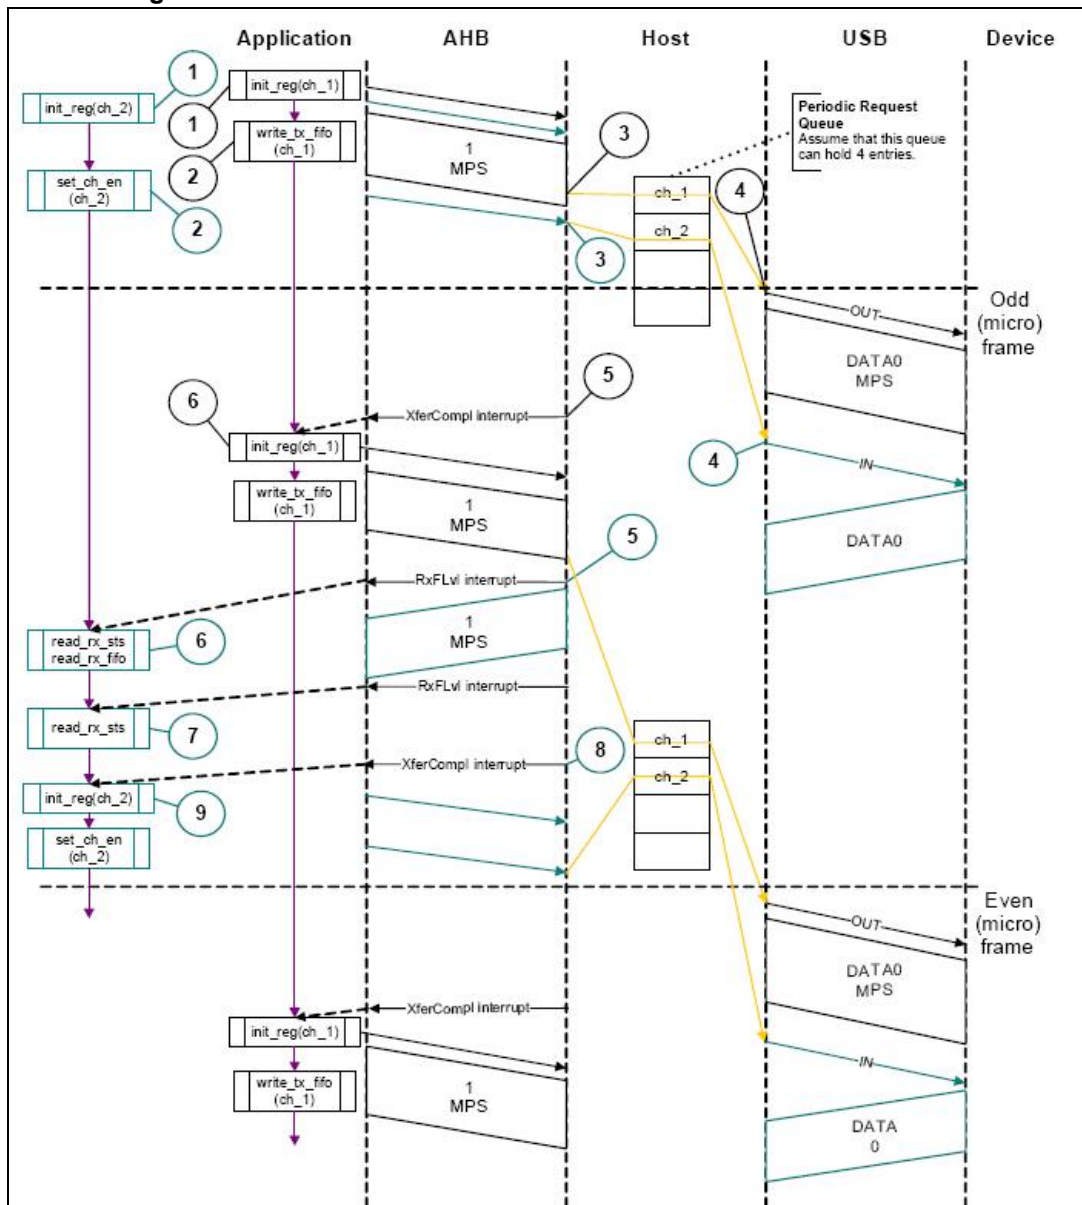 Application AHB Host USB Device
1
init_reg(ch_2)
init_reg(ch_1)
1
Periodic Request
Queue
Assume that this queue
can hold 4 entries.
write_tx_fifo
(ch_1)
1
MPS
3
2
set_ch_en
(ch_2)
ch_1
4
2
ch_2
3
Odd
(micro)
frame
OUT
DATA0
MPS
5
6
XferCompl interrupt
init_reg(ch_1)
4
IN
write_tx_fifo
(ch_1)
1
MPS
5
DATA0
RxFLvl interrupt
1
MPS
read_rx_sts
read_rx_fifo
6
RxFLvl interrupt
read_rx_sts
7
ch_1
8
XferCompl interrupt
ch_2
init_reg(ch_2)
9
set_ch_en
(ch_2)
Even
(micro)
frame
OUT
DATA0
MPS
XferCompl interrupt
init_reg(ch_1)
IN
write_tx_fifo
(ch_1)
1
MPS
DATA
0